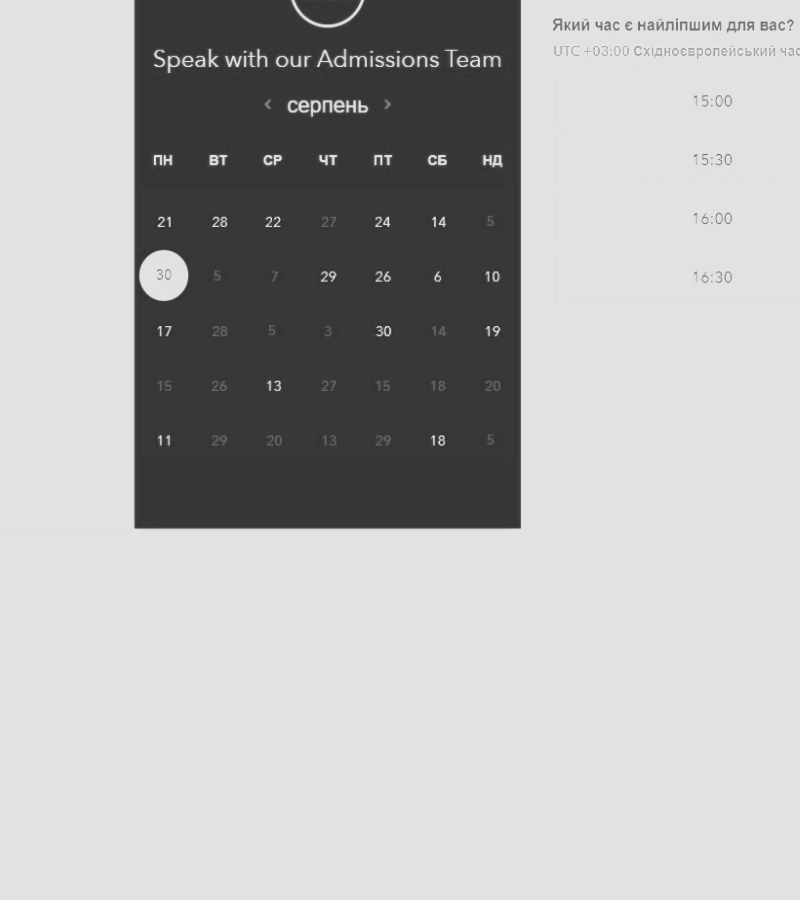 Speak with our Admissions Team
‹ серпень ›
ПН ВТ СР ЧТ ПТ СБ НД
21 28 22 27 24 14 5
30 5 7 29 26 6 10
17 28 5 3 30 14 19
15 26 13 27 15 18 20
11 29 20 13 29 18 5
Який час є найліпшим для вас?
UTC +03:00 Східноєвропейський час
15:00
15:30
16:00
16:30